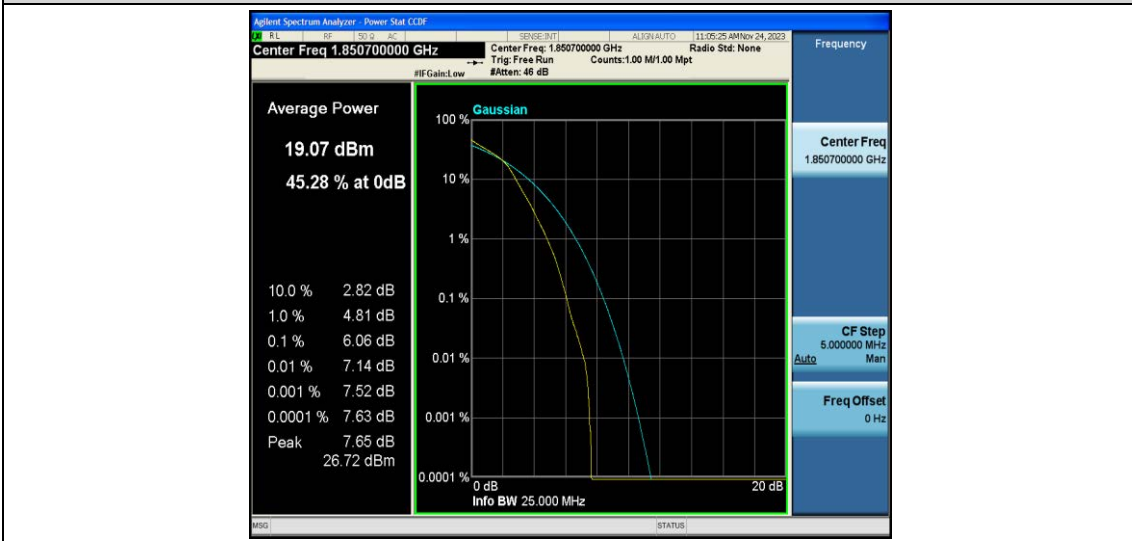 Agilent Spectrum Analyzer - Power Stat CCDF
RL RF 50 Ω AC SENSE:INT ALIGN AUTO 11:05:25 AM Nov 24, 2023
Center Freq 1.850700000 GHz
Center Freq: 1.850700000 GHz Radio Std: None
Trig: Free Run Counts:1.00 M/1.00 Mpt
#IFGain:Low #Atten: 46 dB
Frequency
Average Power
19.07 dBm
45.28 % at 0dB
10.0 % 2.82 dB
1.0 % 4.81 dB
0.1 % 6.06 dB
0.01 % 7.14 dB
0.001 % 7.52 dB
0.0001 % 7.63 dB
Peak 7.65 dB
26.72 dBm
Gaussian
100 %
10 %
1 %
0.1 %
0.01 %
0.001 %
0.0001 %
0 dB 20 dB
Info BW 25.000 MHz
Center Freq
1.850700000 GHz
CF Step
5.000000 MHz
Auto Man
Freq Offset
0 Hz
MSG STATUS